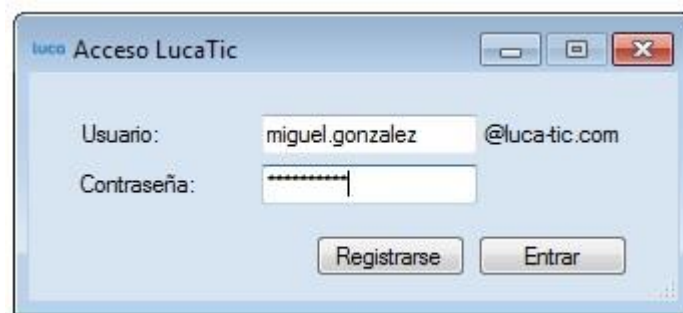 luca Acceso LucaTic
Usuario: miguel.gonzalez @luca-tic.com
Contraseña: **********
Registrarse Entrar